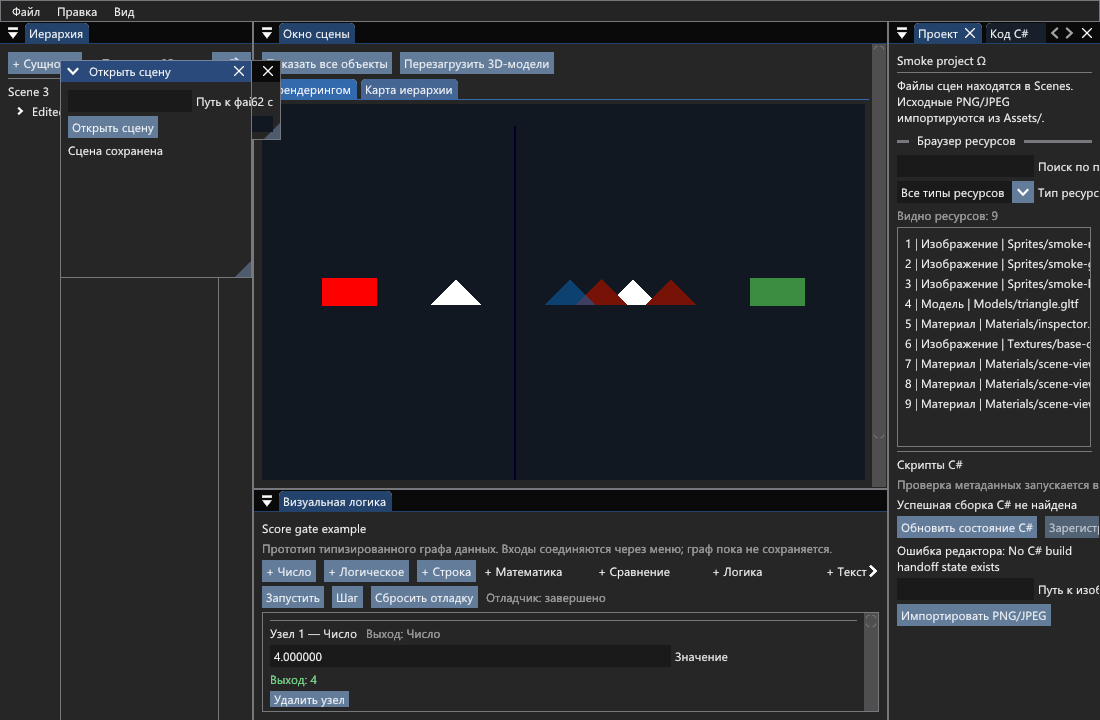 Файл Правка Вид
Иерархия
Scene 3
Открыть сцену
Путь к
62 с
Открыть сцену
Сцена сохранена
Окно сцены
все объекты Перезагрузить 3D-модели
Карта иерархии
Визуальная логика
Score gate example
Прототип типизированного графа данных. Входы соединяются через меню; граф пока не сохраняется.
+ Число + Логическое + Строка + Математика + Сравнение + Логика + Текст
Запустить Шаг Сбросить отладку Отладчик: завершено
Узел 1 — Число Выход: Число
4.000000 Значение
Выход: 4
Удалить узел
Проект Код C#
Smoke project Ω
Файлы сцен находятся в Scenes.
Исходные PNG/JPEG
импортируются из Assets/.
Браузер ресурсов
Поиск по п
Все типы ресурсов Тип ресурс
Видно ресурсов: 9
1 | Изображение | Sprites/smoke-
2 | Изображение | Sprites/smoke-
3 | Изображение | Sprites/smoke-
4 | Модель | Models/triangle.gltf
5 | Материал | Materials/inspector.
6 | Изображение | Textures/base-c
7 | Материал | Materials/scene-view
8 | Материал | Materials/scene-view
9 | Материал | Materials/scene-view
Скрипты C#
Проверка метаданных запускается в
Успешная сборка C# не найдена
Обновить состояние C# Зарегистр
Ошибка редактора: No C# build
handoff state exists
Путь к изоб
Импортировать PNG/JPEG